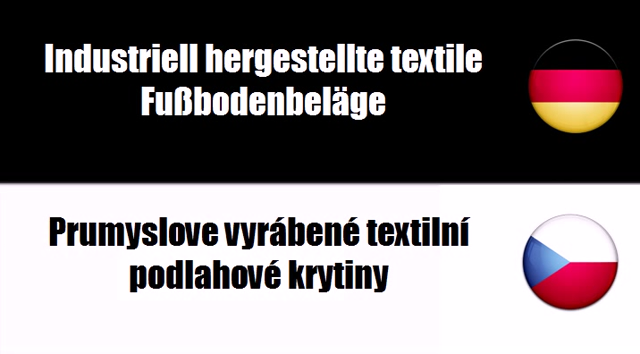 Industriell hergestellte textile
Fußbodenbeläge
Prumyslove vyrábené textilní
podlahové krytiny